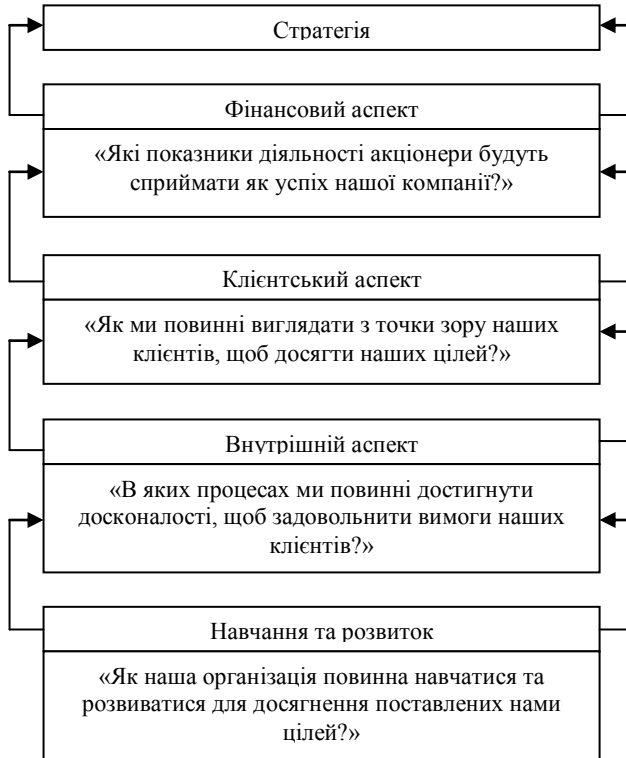 Стратегія
Фінансовий аспект
«Які показники діяльності акціонери будуть
сприймати як успіх нашої компанії?»
Клієнтський аспект
«Як ми повинні виглядати з точки зору наших
клієнтів, щоб досягти наших цілей?»
Внутрішній аспект
«В яких процесах ми повинні достигнути
досконалості, щоб задовольнити вимоги наших
клієнтів?»
Навчання та розвиток
«Як наша організація повинна навчатися та
розвиватися для досягнення поставлених нами
цілей?»